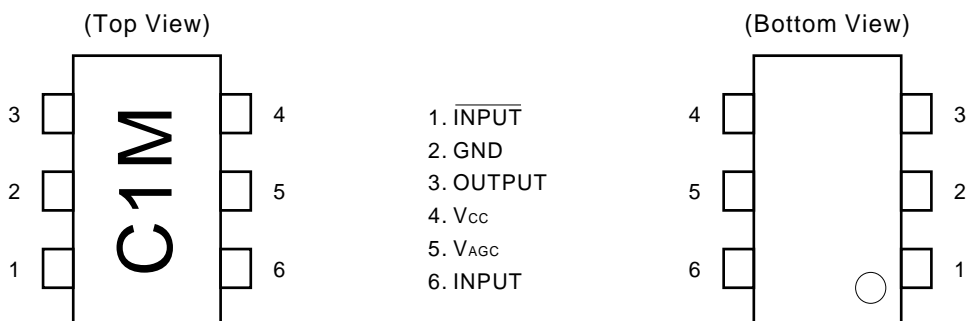 (Top View)
3
4
2
5
1
6
C1M
1. INPUT
2. GND
3. OUTPUT
4. VCC
5. VAGC
6. INPUT
(Bottom View)
4
3
5
2
6
1